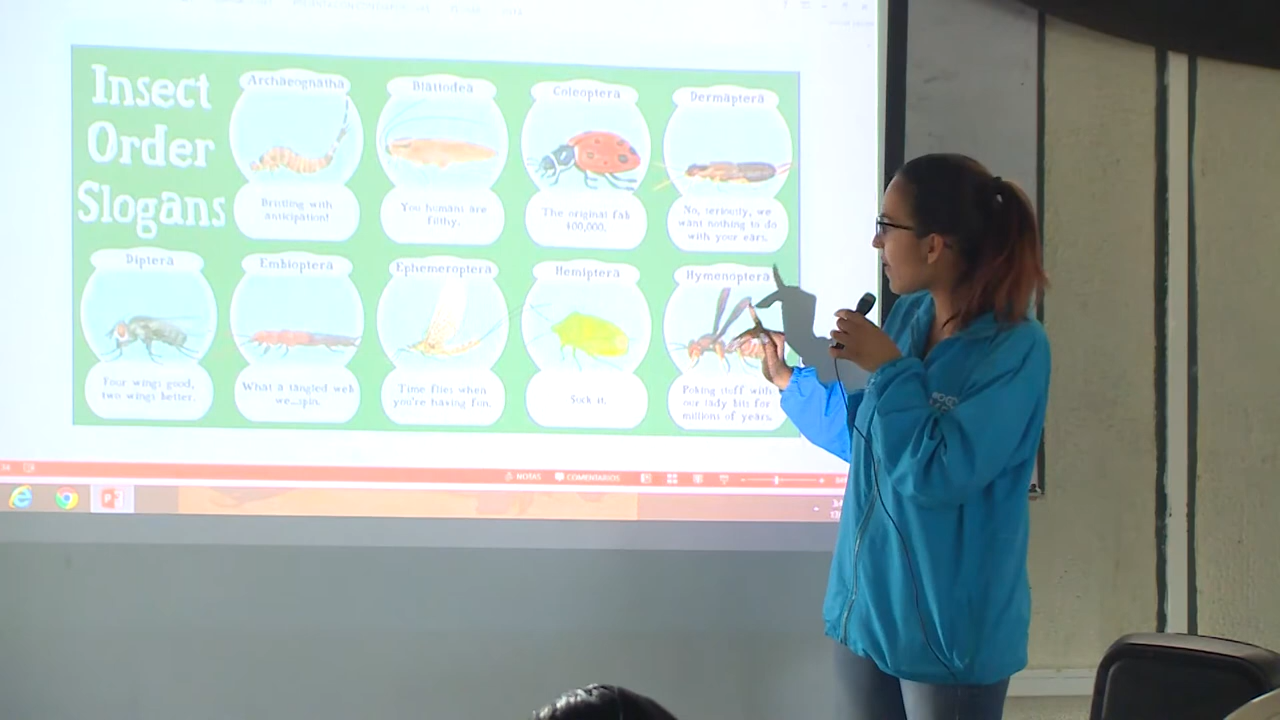 Insect
Order
Slogans
Archaeognatha
Bristling with
anticipation!
Blattodea
You humans are
filthy.
Coleoptera
The original fab
400,000.
Dermaptera
No, seriously, we
want nothing to do
with your ears.
Diptera
Four wings good,
two wings better.
Embioptera
What a tangled web
we...spin.
Ephemeroptera
Time flies when
you're having fun.
Hemiptera
Suck it.
Hymenoptera
Poking stuff with
our lady bits for
millions of years.
NOTAS
COMENTARIOS